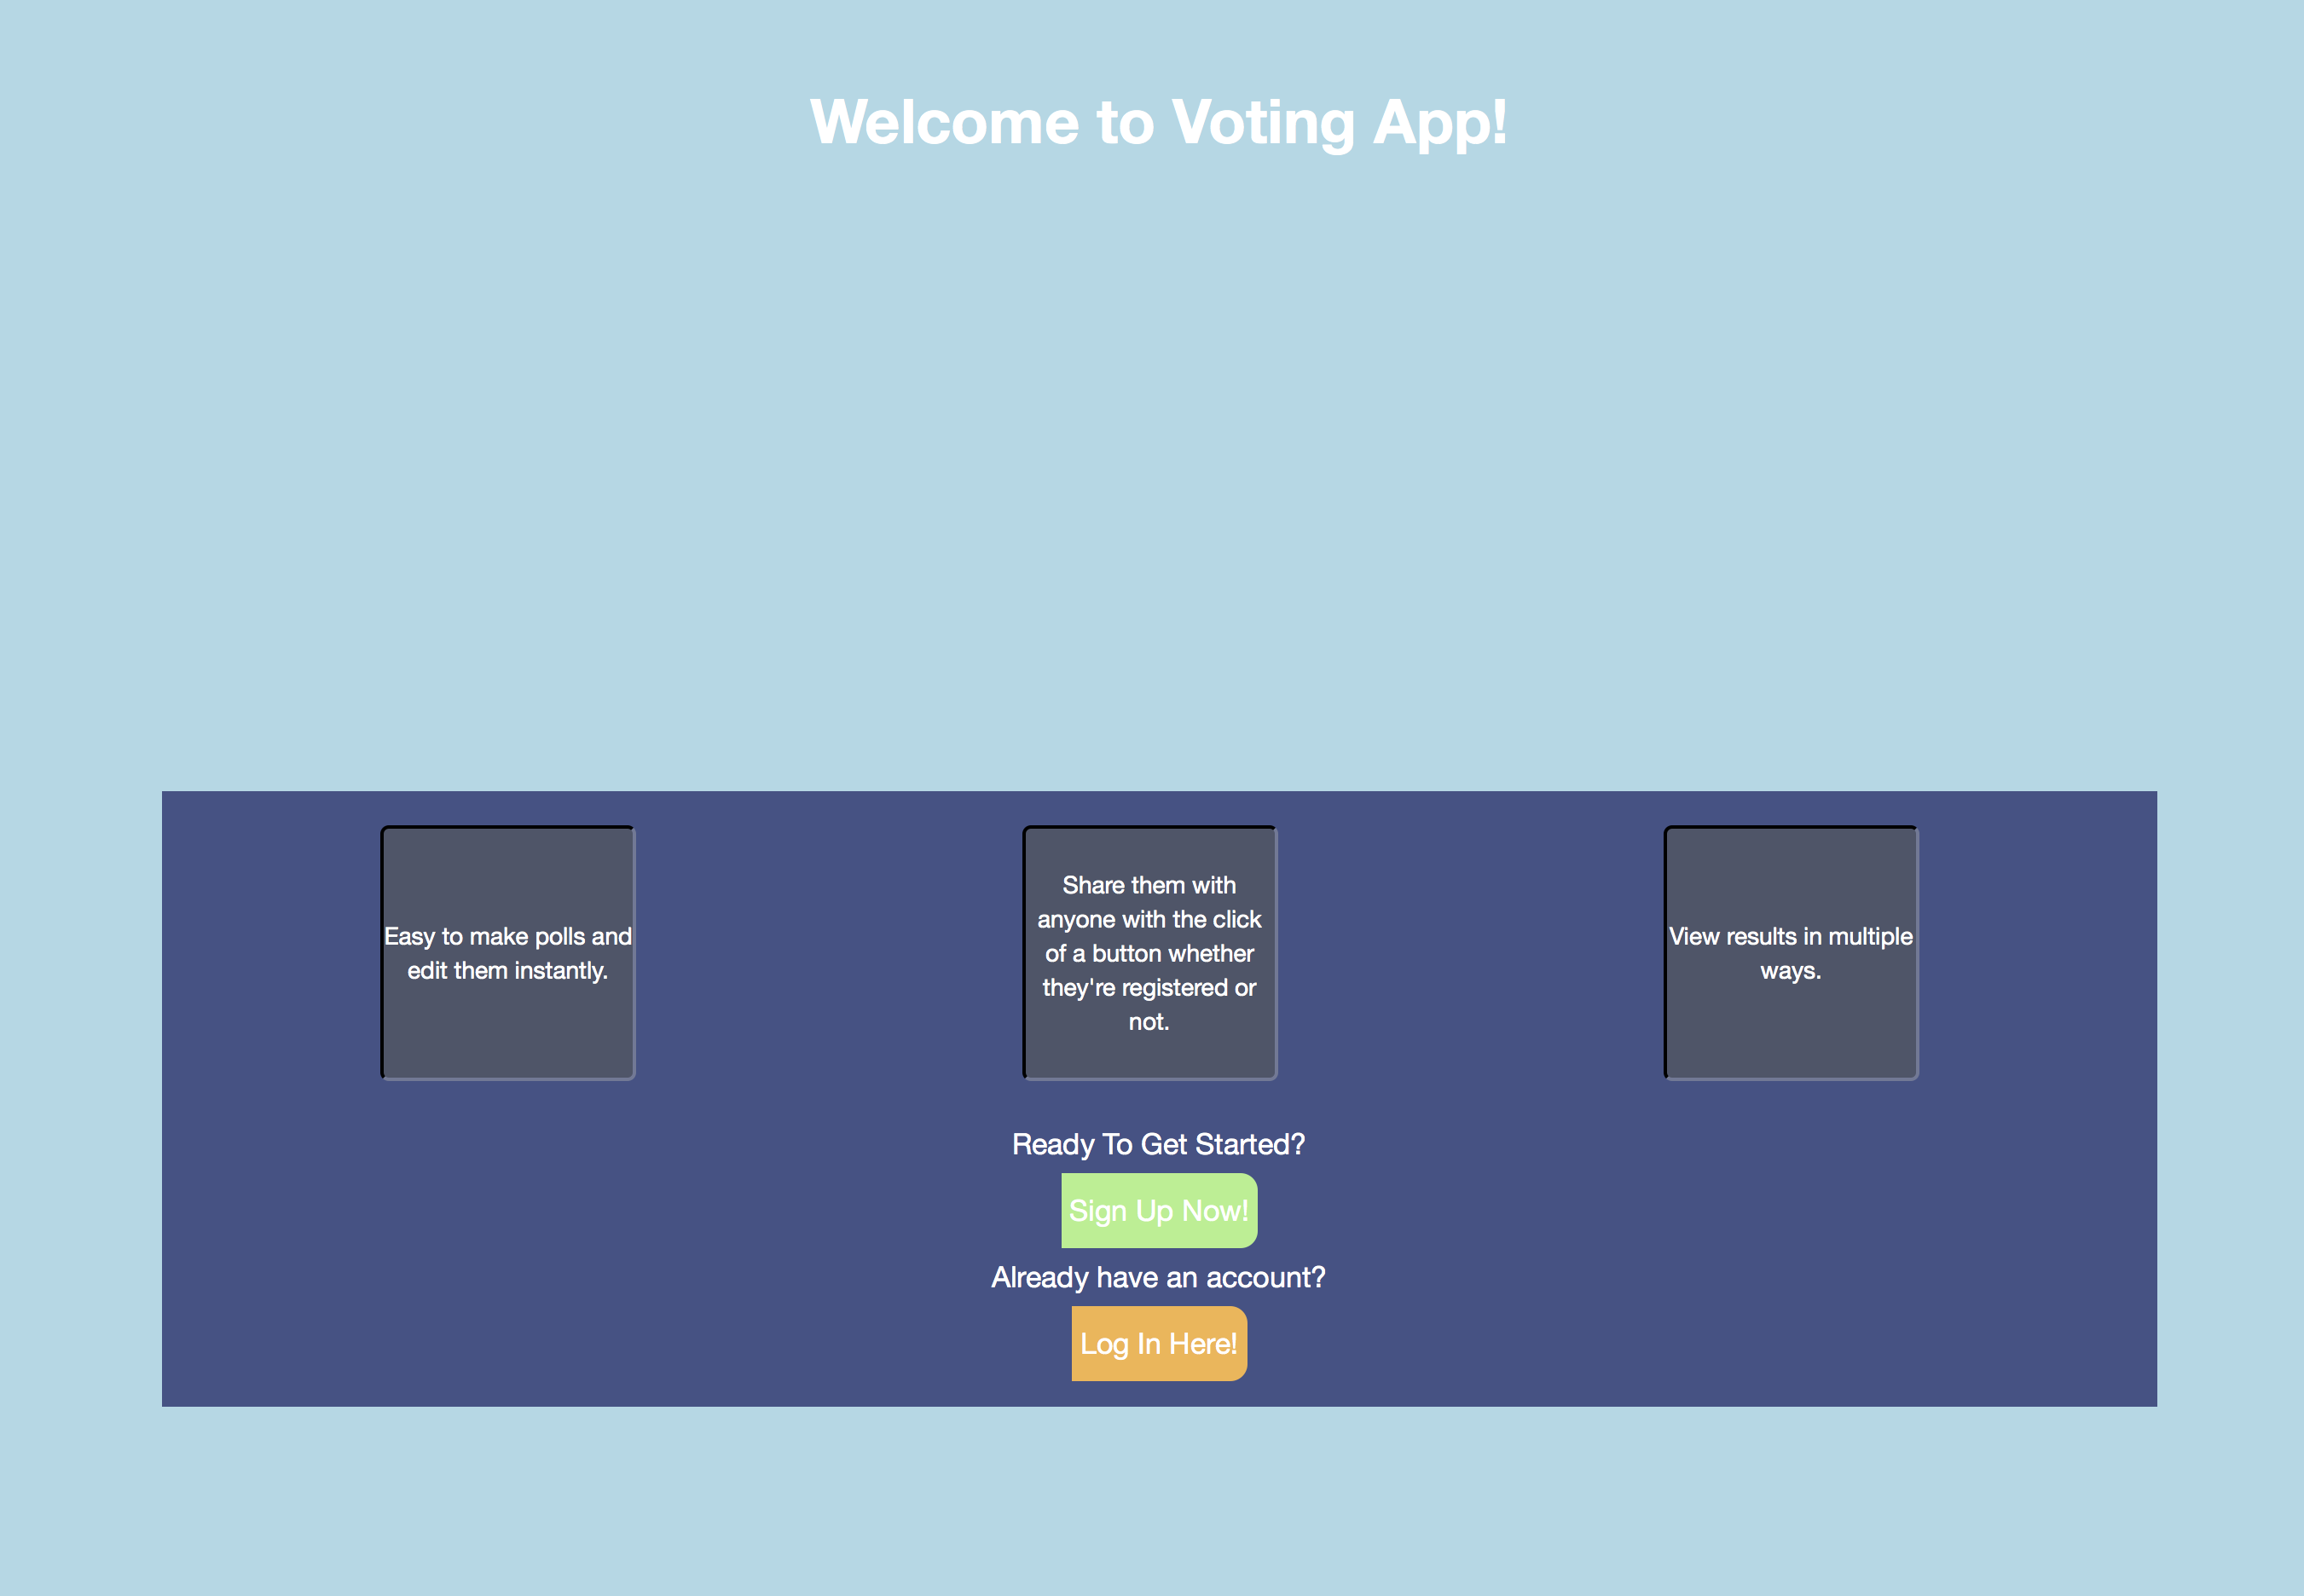 Welcome to Voting App!
Easy to make polls and
edit them instantly.
Share them with
anyone with the click
of a button whether
they're registered or
not.
View results in multiple
ways.
Ready To Get Started?
Sign Up Now!
Already have an account?
Log In Here!